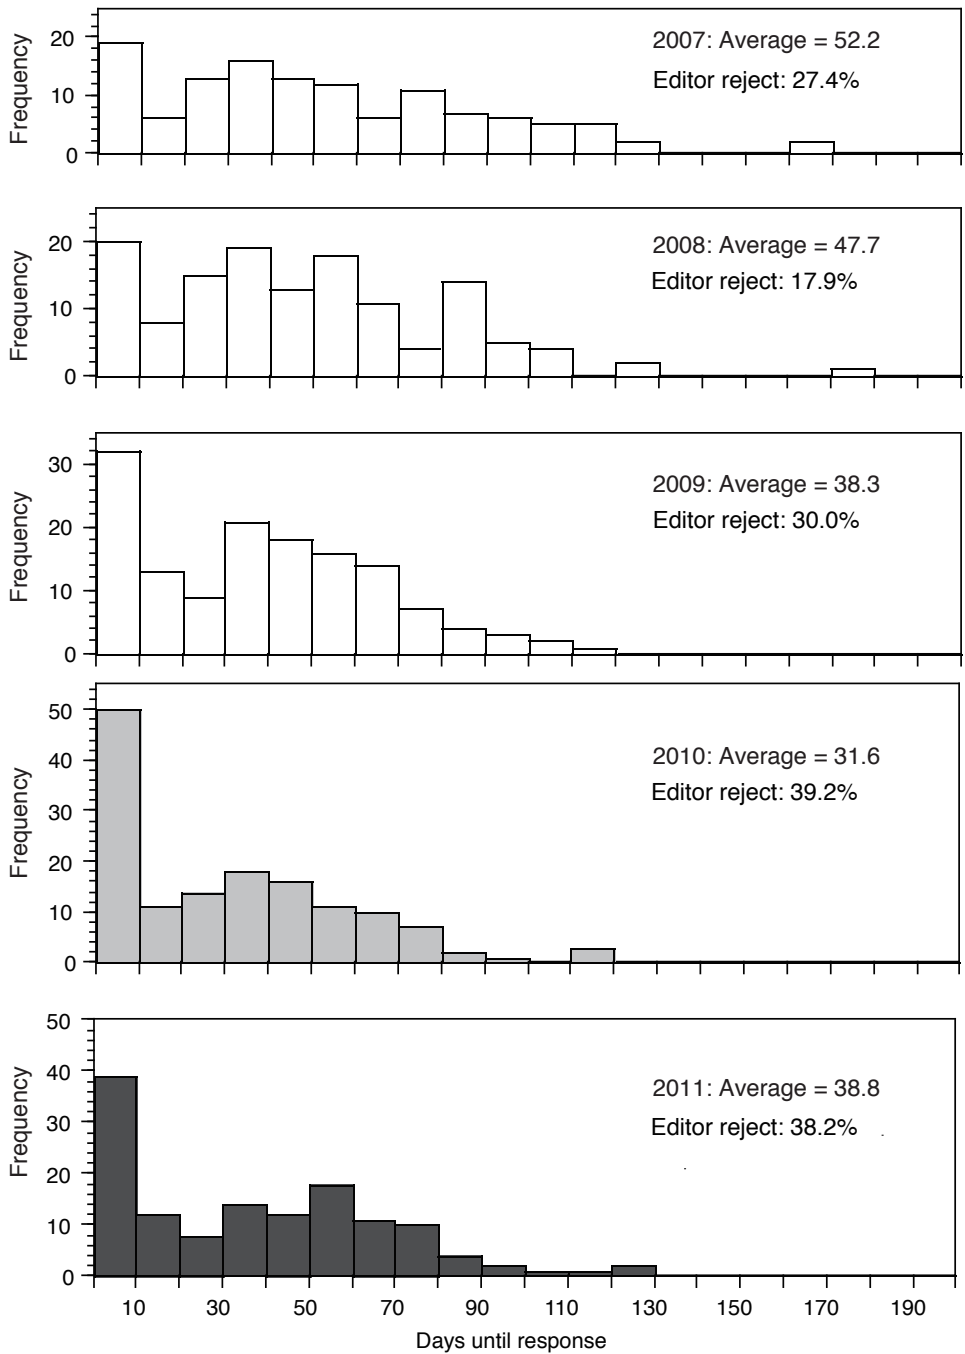 Frequency
20
10
0
2007: Average = 52.2
Editor reject: 27.4%
Frequency
20
10
0
2008: Average = 47.7
Editor reject: 17.9%
Frequency
30
20
10
0
2009: Average = 38.3
Editor reject: 30.0%
Frequency
50
40
30
20
10
0
2010: Average = 31.6
Editor reject: 39.2%
Frequency
50
40
30
20
10
0
2011: Average = 38.8
Editor reject: 38.2%
10 30 50 70 90 110 130 150 170 190
Days until response